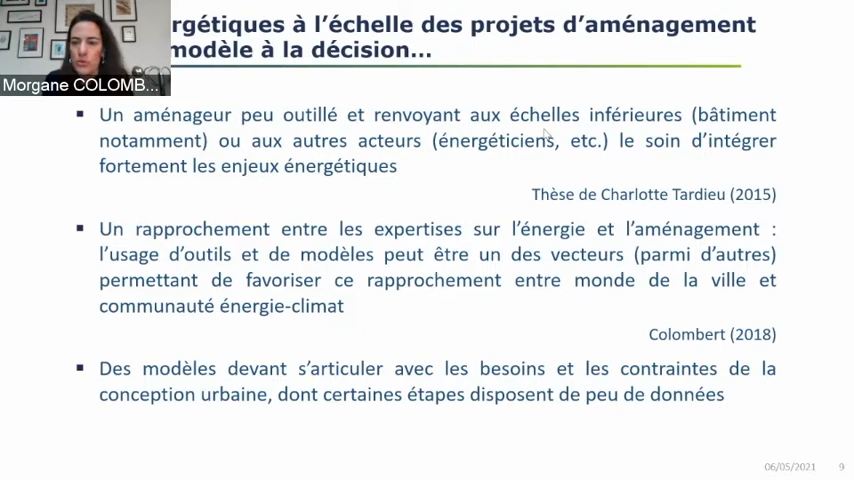 rgétiques à l'échelle des projets d'aménagement
modèle à la décision...
Morgane COLOMB...
▪ Un aménageur peu outillé et renvoyant aux échelles inférieures (bâtiment
notamment) ou aux autres acteurs (énergéticiens, etc.) le soin d'intégrer
fortement les enjeux énergétiques
Thèse de Charlotte Tardieu (2015)
▪ Un rapprochement entre les expertises sur l'énergie et l'aménagement :
l'usage d'outils et de modèles peut être un des vecteurs (parmi d'autres)
permettant de favoriser ce rapprochement entre monde de la ville et
communauté énergie-climat
Colombert (2018)
▪ Des modèles devant s'articuler avec les besoins et les contraintes de la
conception urbaine, dont certaines étapes disposent de peu de données
06/05/2021 9